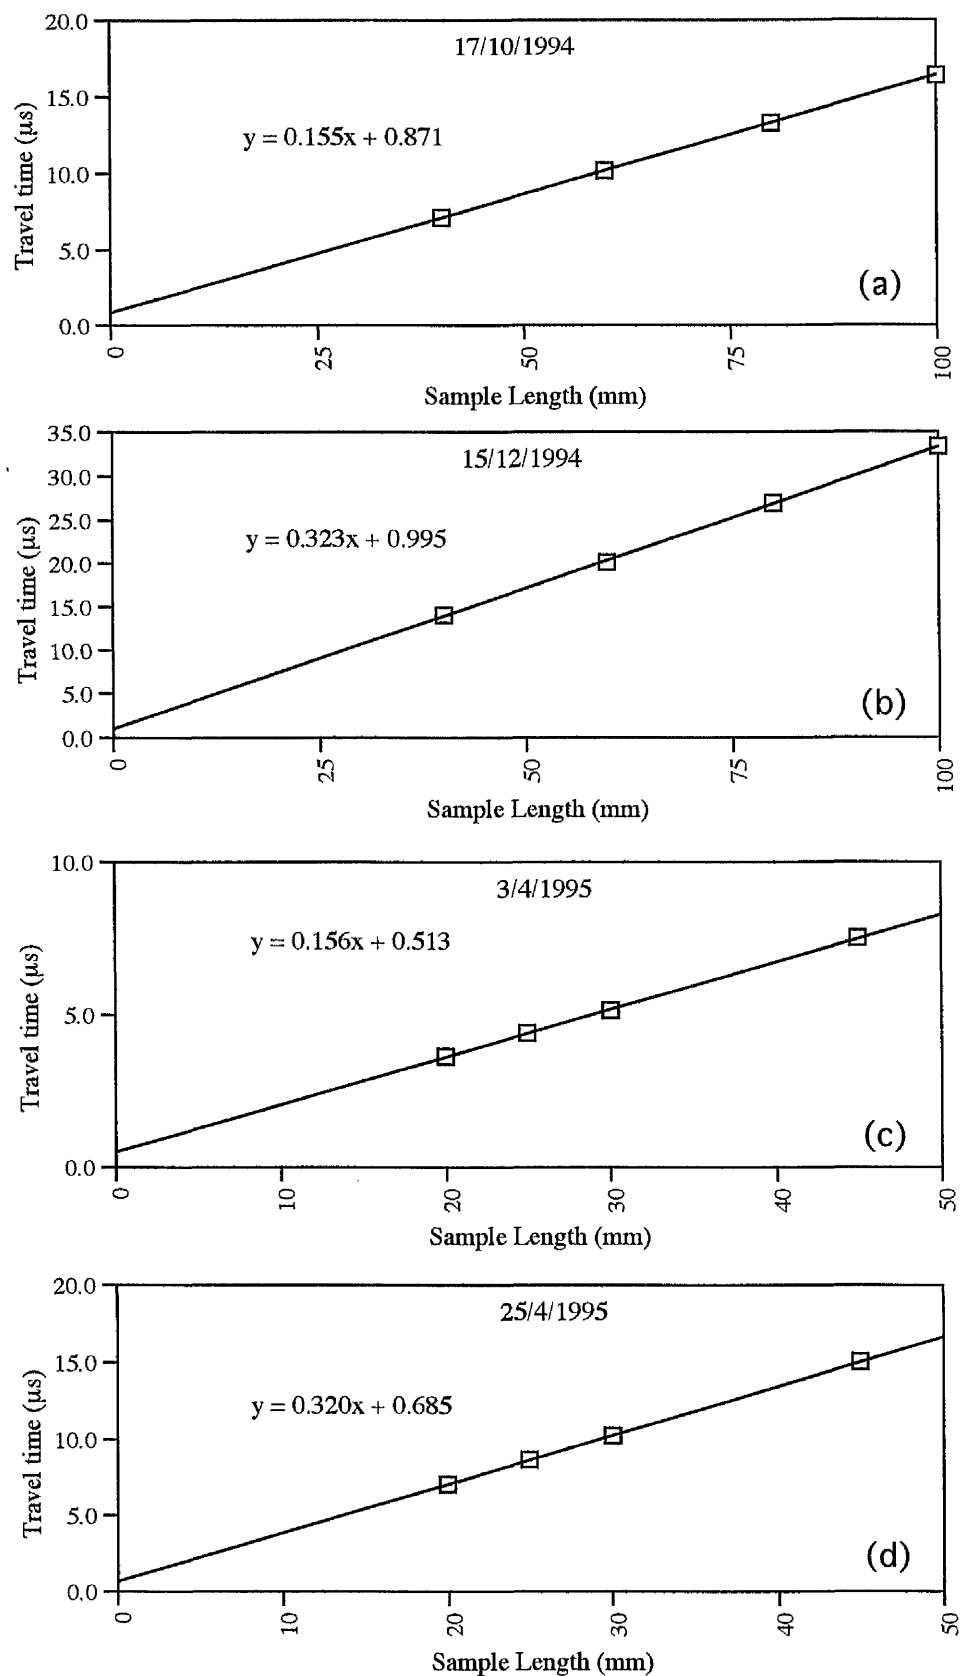 20.0
17/10/1994
15.0
y = 0.155x + 0.871
10.0
Travel time (µs)
5.0
(a)
0.0
0 25 50 75 100
Sample Length (mm)
35.0
15/12/1994
30.0
25.0
y = 0.323x + 0.995
20.0
Travel time (µs)
15.0
10.0
5.0
(b)
0.0
0 25 50 75 100
Sample Length (mm)
10.0
3/4/1995
y = 0.156x + 0.513
Travel time (µs)
5.0
(c)
0.0
0 10 20 30 40 50
Sample Length (mm)
20.0
25/4/1995
15.0
y = 0.320x + 0.685
Travel time (µs)
10.0
5.0
(d)
0.0
0 10 20 30 40 50
Sample Length (mm)